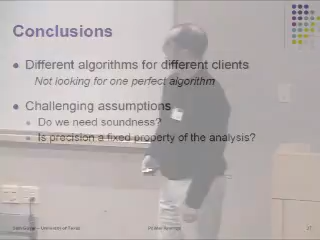 Conclusions
Different algorithms for different clients
Not looking for one perfect algorithm
Challenging assumptions
Do we need soundness?
Is precision a fixed property of the analysis?